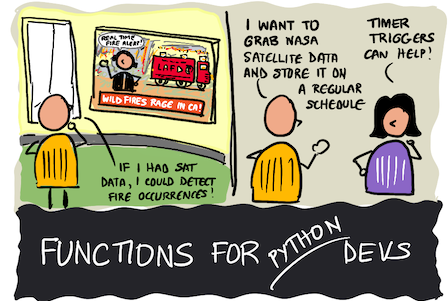 REAL TIME
FIRE ALERT!
LAFD
WILD FIRES RAGE IN CA!
IF I HAD SAT
DATA, I COULD DETECT
FIRE OCCURRENCES!
I WANT TO
GRAB NASA
SATELLITE DATA
AND STORE IT ON
A REGULAR
SCHEDULE
TIMER
TRIGGERS
CAN HELP!
FUNCTIONS FOR PYTHON DEVS